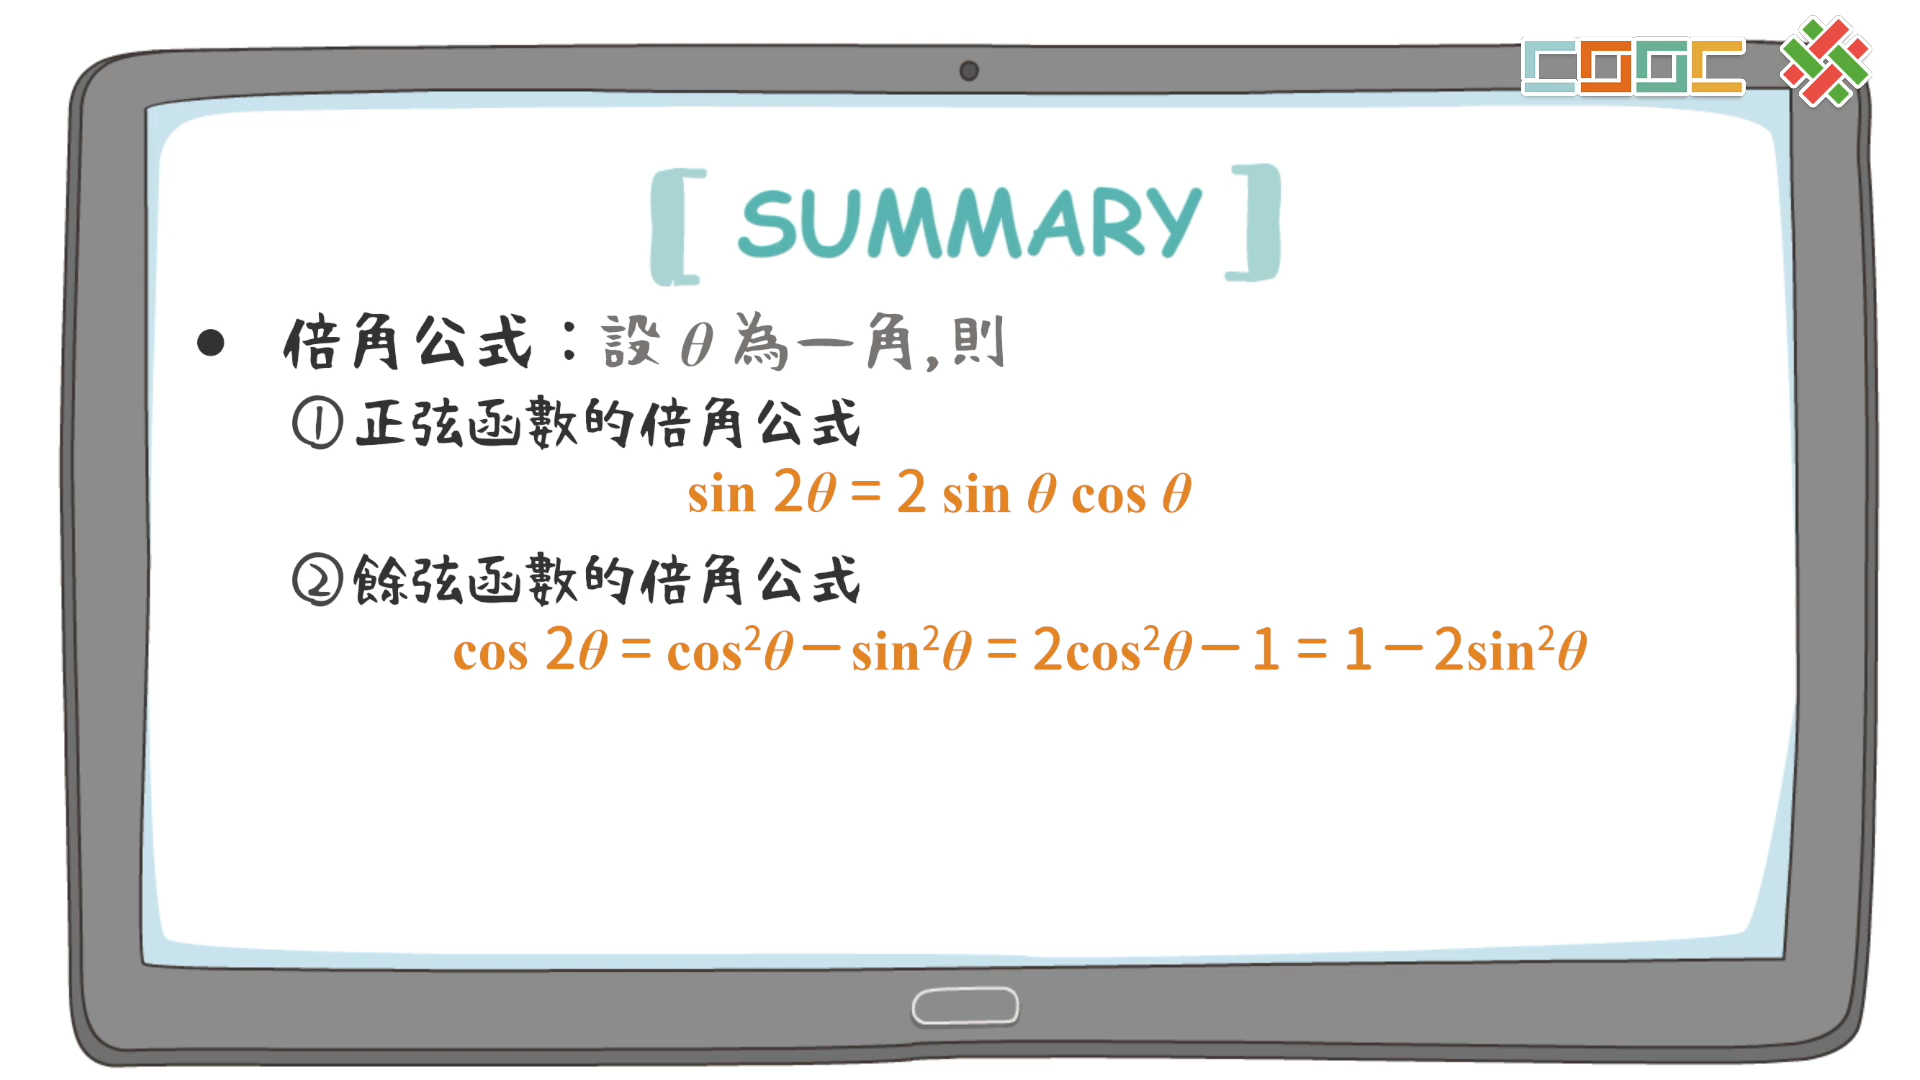 COOC
[ SUMMARY ]
● 倍角公式：設 θ 為一角,則
①正弦函數的倍角公式
sin 2θ = 2 sin θ cos θ
②餘弦函數的倍角公式
cos 2θ = cos²θ－sin²θ = 2cos²θ－1 = 1－2sin²θ